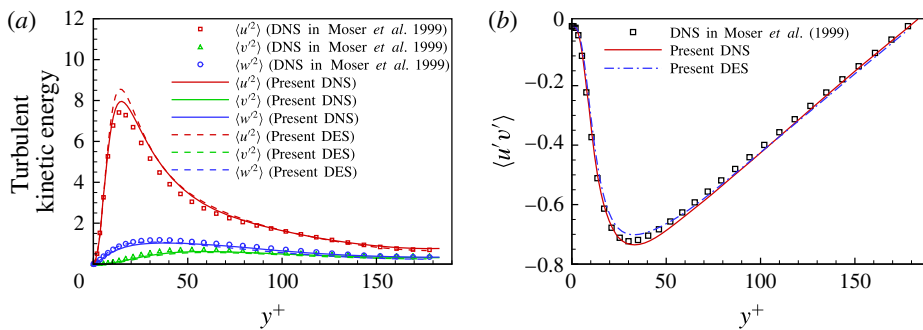 (a)
12
10
8
6
4
2
0
50
100
150
Turbulent
kinetic energy
y+
⟨u′2⟩ (DNS in Moser et al. 1999)
⟨v′2⟩ (DNS in Moser et al. 1999)
⟨w′2⟩ (DNS in Moser et al. 1999)
⟨u′2⟩ (Present DNS)
⟨v′2⟩ (Present DNS)
⟨w′2⟩ (Present DNS)
⟨u′2⟩ (Present DES)
⟨v′2⟩ (Present DES)
⟨w′2⟩ (Present DES)
(b)
0
−0.2
−0.4
−0.6
−0.8
0
50
100
150
⟨u′v′⟩
y+
DNS in Moser et al. (1999)
Present DNS
Present DES